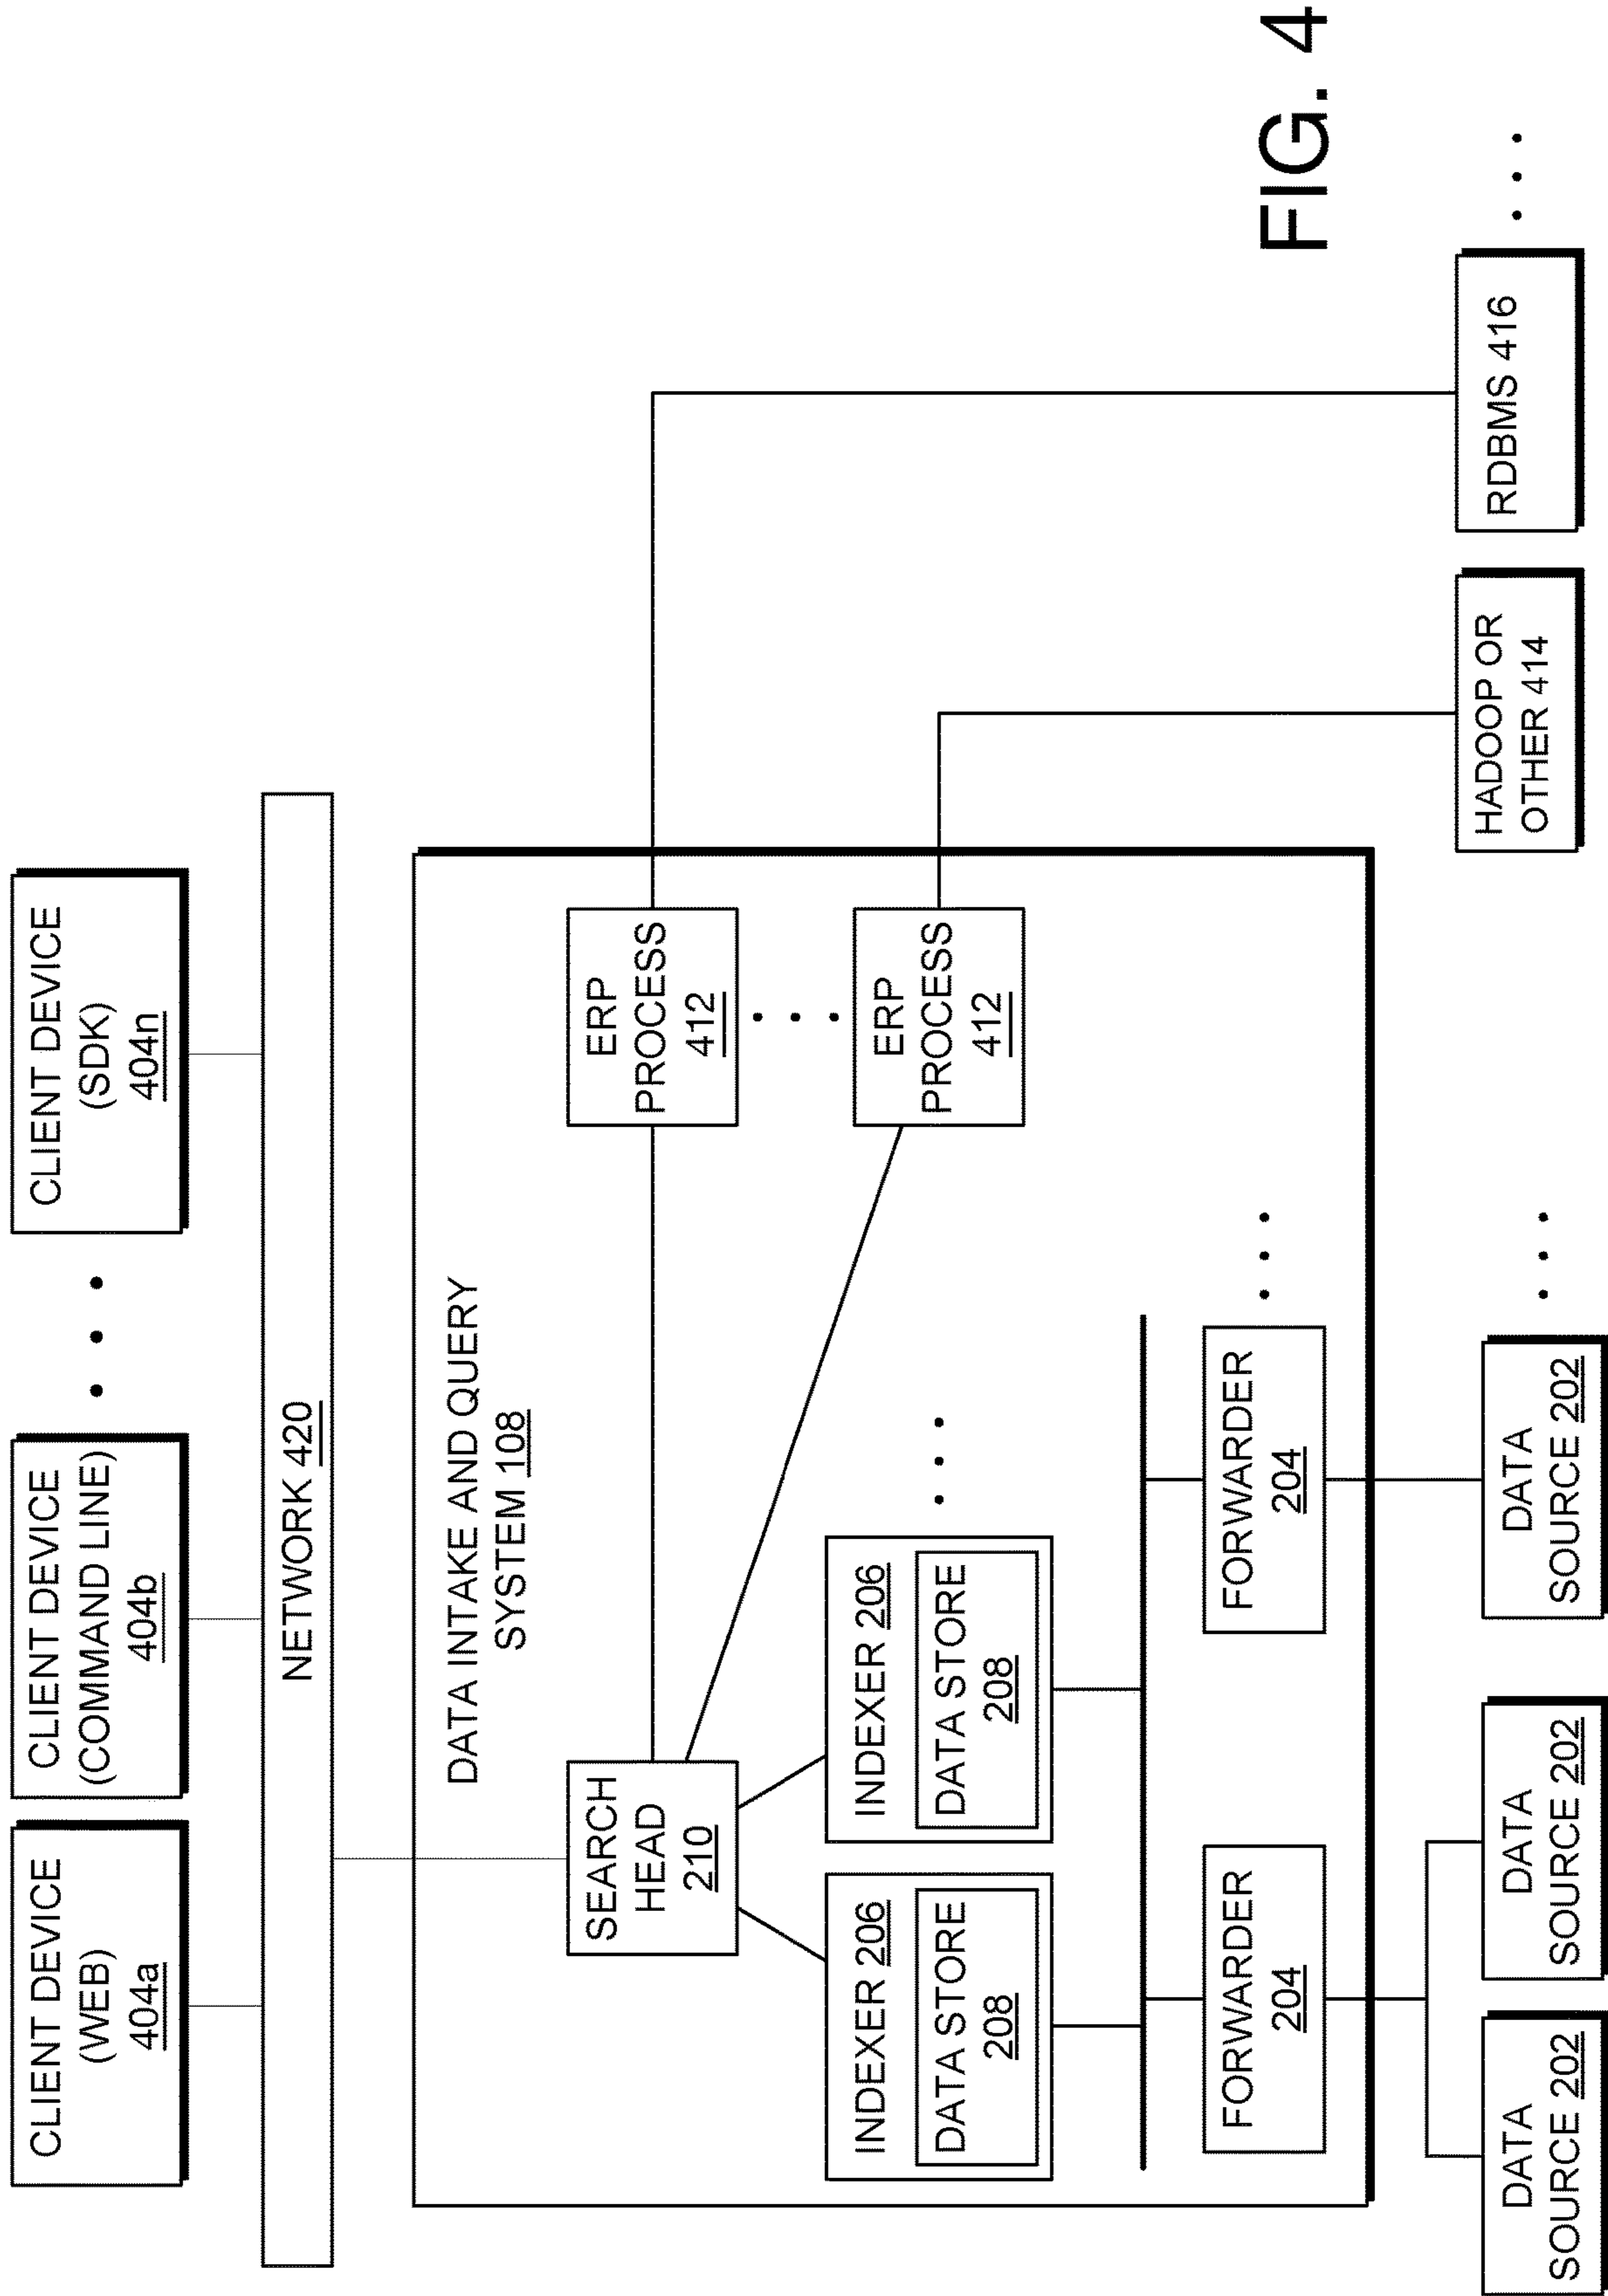 CLIENT DEVICE
(WEB)
404a
CLIENT DEVICE
(COMMAND LINE)
404b
CLIENT DEVICE
(SDK)
404n
NETWORK 420
DATA INTAKE AND QUERY
SYSTEM 108
SEARCH
HEAD
210
ERP
PROCESS
412
ERP
PROCESS
412
INDEXER 206
DATA STORE
208
INDEXER 206
DATA STORE
208
FORWARDER
204
FORWARDER
204
DATA
SOURCE 202
DATA
SOURCE 202
DATA
SOURCE 202
HADOOP OR
OTHER 414
RDBMS 416
FIG. 4